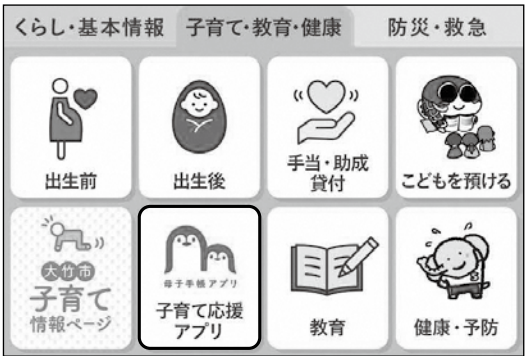 くらし・基本情報
子育て・教育・健康
防災・救急
出生前
出生後
手当・助成
貸付
こどもを預ける
大竹市
子育て
情報ページ
母子手帳アプリ
子育て応援
アプリ
教育
健康・予防